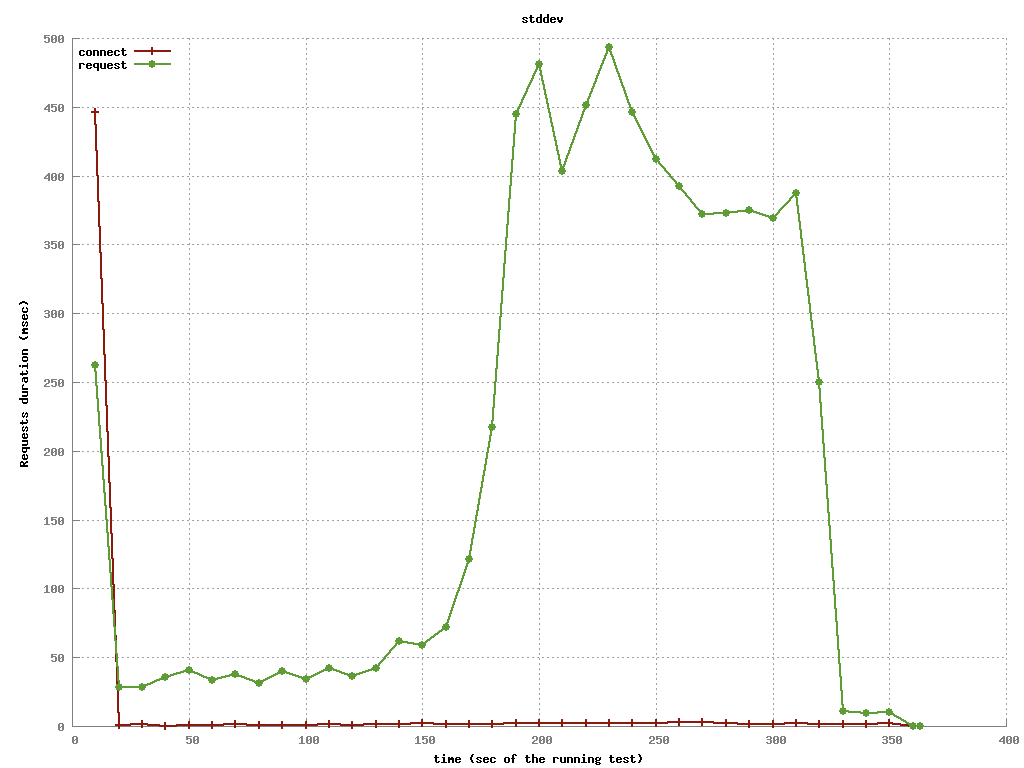 stddev
connect
request
500
450
400
350
300
250
200
150
100
50
0
Requests duration (msec)
0 50 100 150 200 250 300 350 400
time (sec of the running test)